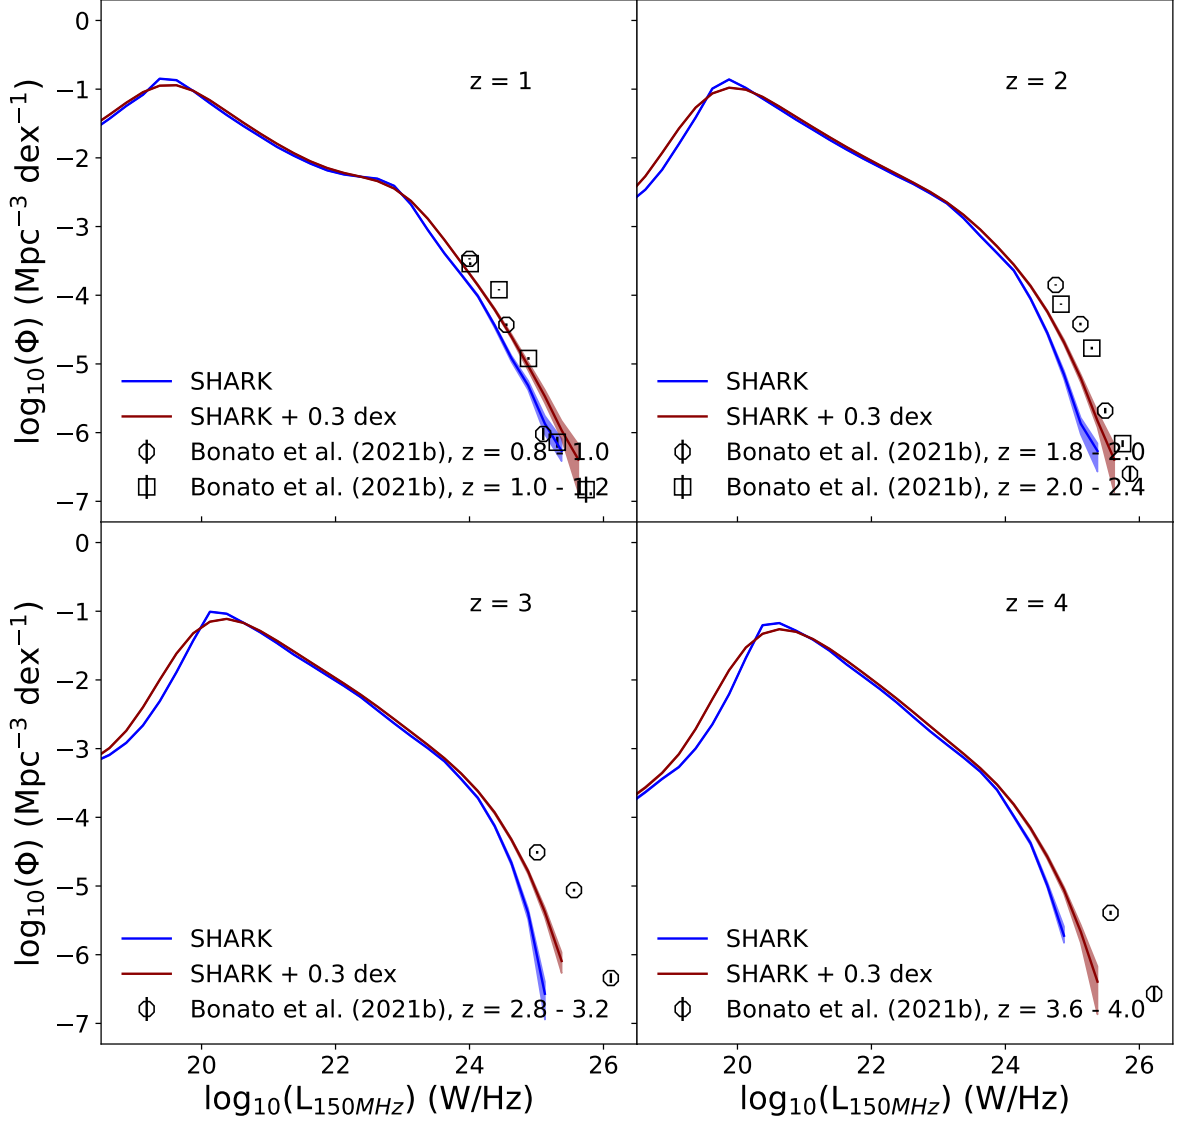 0
−1
−2
−3
−4
−5
−6
−7
log10(Φ) (Mpc−3 dex−1)
z = 1
SHARK
SHARK + 0.3 dex
Bonato et al. (2021b), z = 0.8 - 1.0
Bonato et al. (2021b), z = 1.0 - 1.2
z = 2
SHARK
SHARK + 0.3 dex
Bonato et al. (2021b), z = 1.8 - 2.0
Bonato et al. (2021b), z = 2.0 - 2.4
0
−1
−2
−3
−4
−5
−6
−7
log10(Φ) (Mpc−3 dex−1)
z = 3
SHARK
SHARK + 0.3 dex
Bonato et al. (2021b), z = 2.8 - 3.2
20 22 24 26
log10(L150MHz) (W/Hz)
z = 4
SHARK
SHARK + 0.3 dex
Bonato et al. (2021b), z = 3.6 - 4.0
20 22 24 26
log10(L150MHz) (W/Hz)